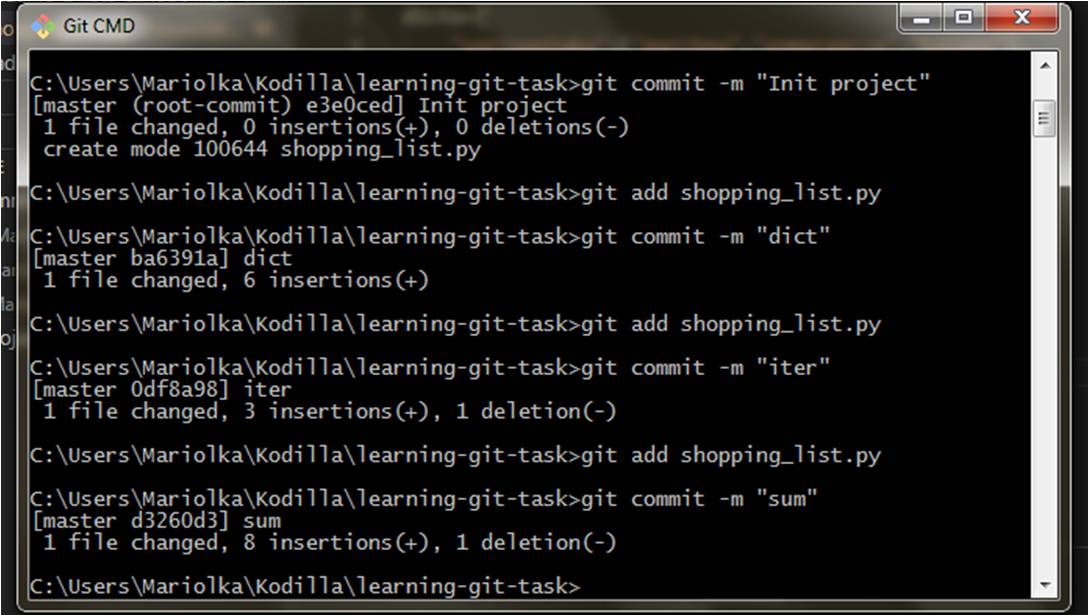 Git CMD
C:\Users\Mariolka\Kodilla\learning-git-task>git commit -m "Init project"
[master (root-commit) e3e0ced] Init project
 1 file changed, 0 insertions(+), 0 deletions(-)
 create mode 100644 shopping_list.py
C:\Users\Mariolka\Kodilla\learning-git-task>git add shopping_list.py
C:\Users\Mariolka\Kodilla\learning-git-task>git commit -m "dict"
[master ba6391a] dict
 1 file changed, 6 insertions(+)
C:\Users\Mariolka\Kodilla\learning-git-task>git add shopping_list.py
C:\Users\Mariolka\Kodilla\learning-git-task>git commit -m "iter"
[master 0df8a98] iter
 1 file changed, 3 insertions(+), 1 deletion(-)
C:\Users\Mariolka\Kodilla\learning-git-task>git add shopping_list.py
C:\Users\Mariolka\Kodilla\learning-git-task>git commit -m "sum"
[master d3260d3] sum
 1 file changed, 8 insertions(+), 1 deletion(-)
C:\Users\Mariolka\Kodilla\learning-git-task>